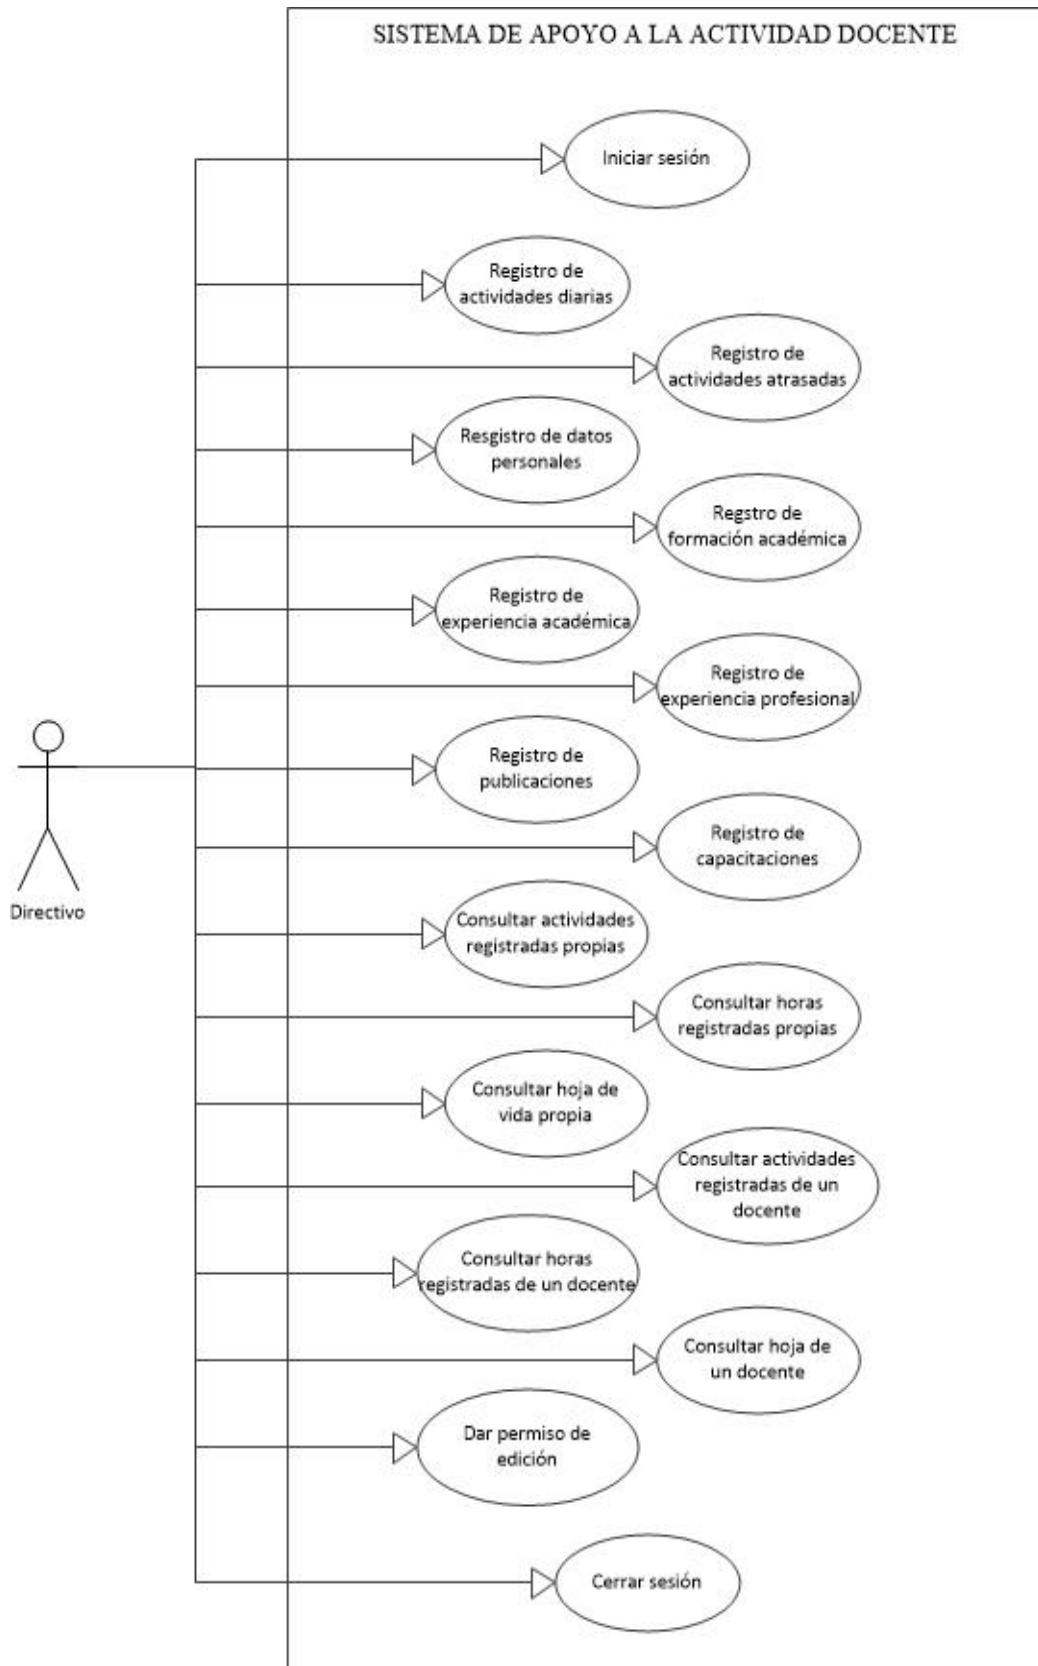 SISTEMA DE APOYO A LA ACTIVIDAD DOCENTE
Iniciar sesión
Registro de
actividades diarias
Registro de
actividades atrasadas
Resgistro de datos
personales
Regstro de
formación académica
Registro de
experiencia académica
Registro de
experiencia profesional
Registro de
publicaciones
Registro de
capacitaciones
Directivo
Consultar actividades
registradas propias
Consultar horas
registradas propias
Consultar hoja de
vida propia
Consultar actividades
registradas de un
docente
Consultar horas
registradas de un docente
Consultar hoja de
un docente
Dar permiso de
edición
Cerrar sesión